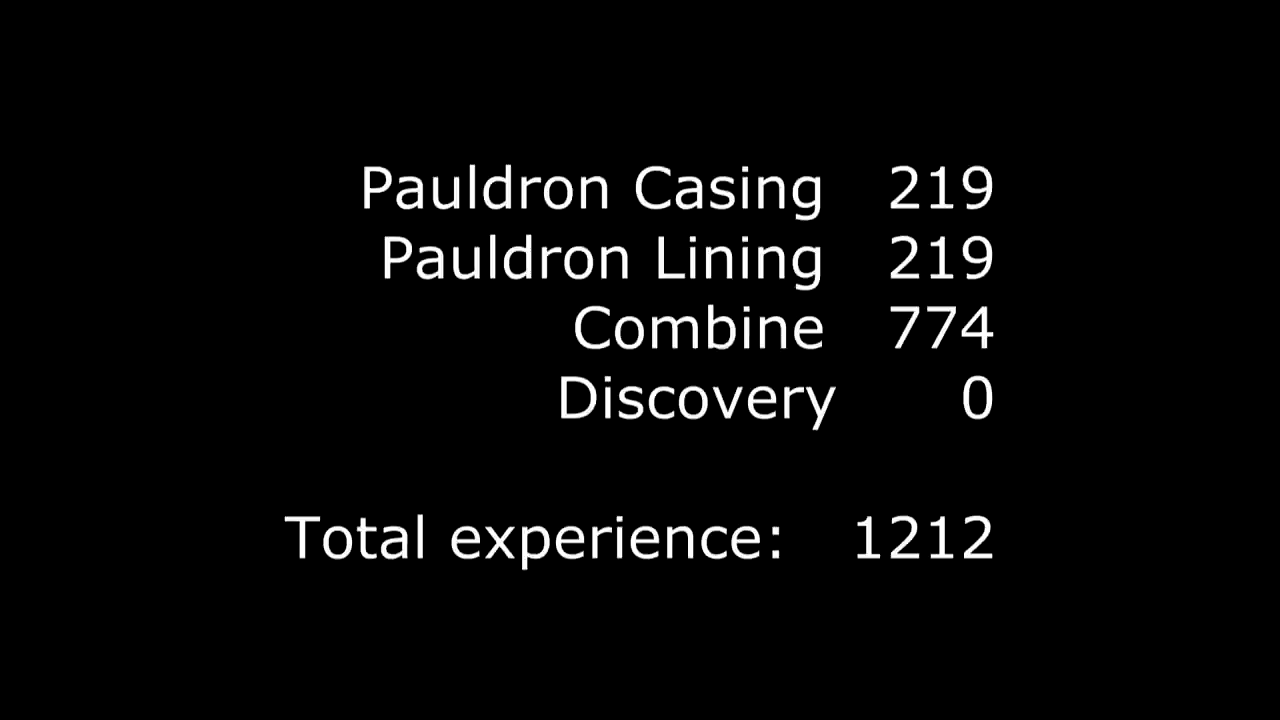 Pauldron Casing 219
Pauldron Lining 219
Combine 774
Discovery 0
Total experience: 1212